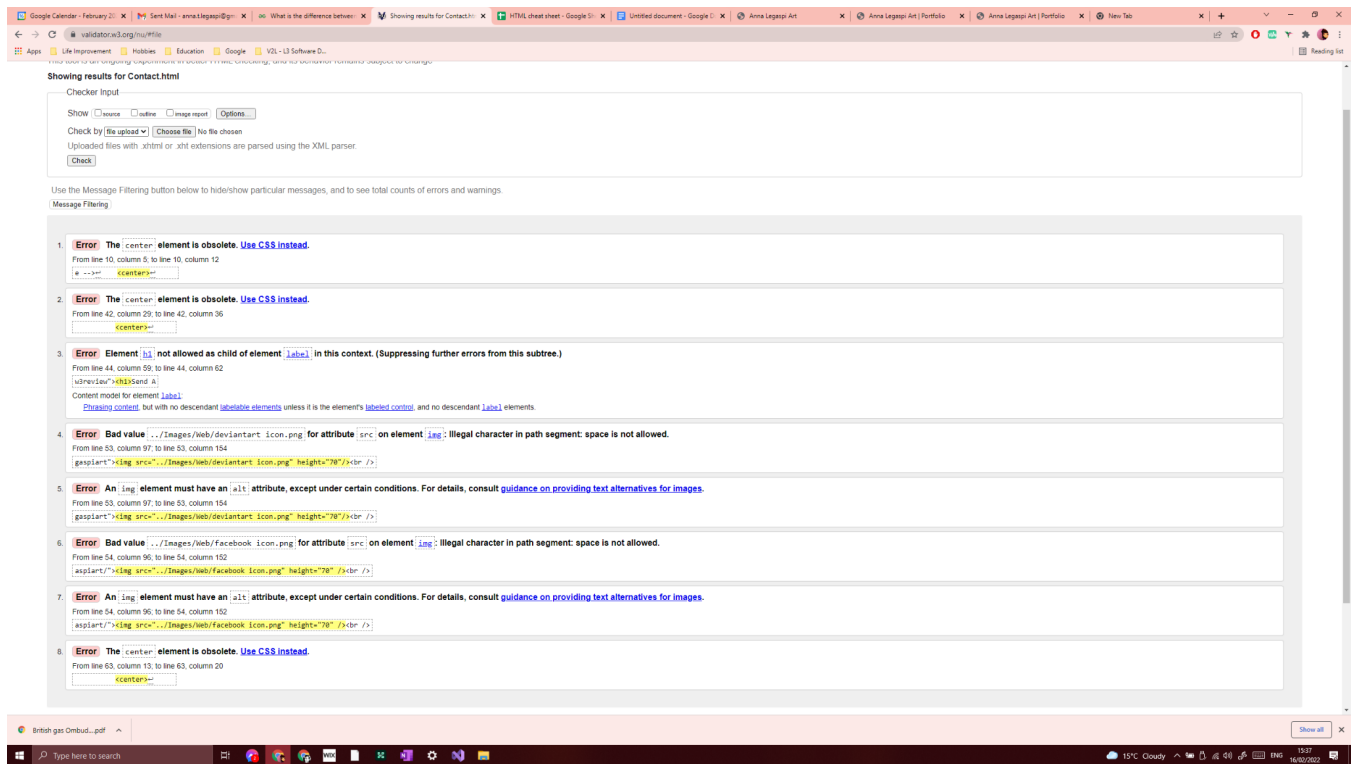 Google Calendar - February 20
Sent Mail - anna.t.legaspi@gm
What is the difference between
Showing results for Contact.ht
HTML cheat sheet - Google Sh
Untitled document - Google D
Anna Legaspi Art
Anna Legaspi Art | Portfolio
Anna Legaspi Art | Portfolio
New Tab
validator.w3.org/nu/#file
Apps
Life Improvement
Hobbies
Education
Google
V2L - L3 Software D...
Reading list
This tool is an ongoing experiment in better HTML checking, and its behavior remains subject to change
Showing results for Contact.html
Checker Input
Show source outline image report Options...
Check by file upload Choose file No file chosen
Uploaded files with .xhtml or .xht extensions are parsed using the XML parser.
Check
Use the Message Filtering button below to hide/show particular messages, and to see total counts of errors and warnings.
Message Filtering
1. Error The center element is obsolete. Use CSS instead.
From line 10, column 5; to line 10, column 12
e -->↩ <center>↩
2. Error The center element is obsolete. Use CSS instead.
From line 42, column 29; to line 42, column 36
<center>↩
3. Error Element h1 not allowed as child of element label in this context. (Suppressing further errors from this subtree.)
From line 44, column 59; to line 44, column 62
w3review"><h1>Send A
Content model for element label:
Phrasing content, but with no descendant labelable elements unless it is the element's labeled control, and no descendant label elements.
4. Error Bad value ../Images/Web/deviantart icon.png for attribute src on element img: Illegal character in path segment: space is not allowed.
From line 53, column 97; to line 53, column 154
gaspiart"><img src="../Images/Web/deviantart icon.png" height="70"/><br />
5. Error An img element must have an alt attribute, except under certain conditions. For details, consult guidance on providing text alternatives for images.
From line 53, column 97; to line 53, column 154
gaspiart"><img src="../Images/Web/deviantart icon.png" height="70"/><br />
6. Error Bad value ../Images/Web/facebook icon.png for attribute src on element img: Illegal character in path segment: space is not allowed.
From line 54, column 96; to line 54, column 152
aspiart/"><img src="../Images/Web/facebook icon.png" height="70" /><br />
7. Error An img element must have an alt attribute, except under certain conditions. For details, consult guidance on providing text alternatives for images.
From line 54, column 96; to line 54, column 152
aspiart/"><img src="../Images/Web/facebook icon.png" height="70" /><br />
8. Error The center element is obsolete. Use CSS instead.
From line 63, column 13; to line 63, column 20
<center>↩
British gas Ombud....pdf
Show all
Type here to search
WIX
15°C Cloudy
ENG
15:37
16/02/2022